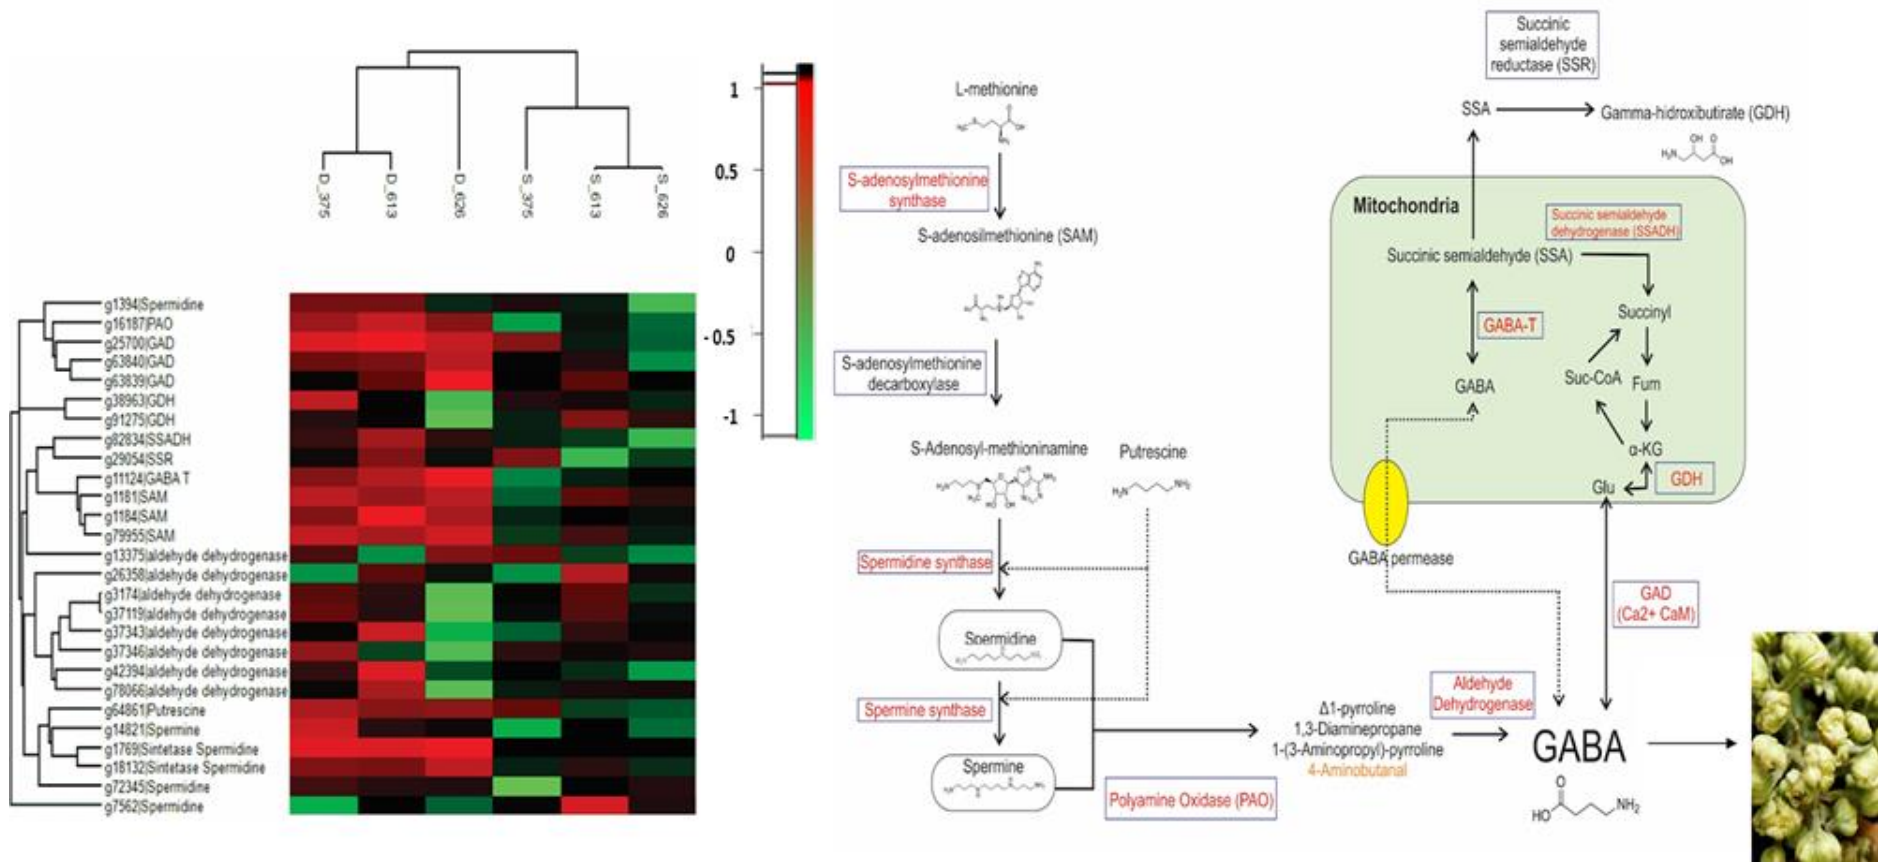 D_375
D_613
D_626
S_375
S_613
S_626
1
0.5
0
- 0.5
-1
g1394|Spermidine
g16187|PAO
g25700|GAD
g63840|GAD
g63839|GAD
g38963|GDH
g91275|GDH
g82834|SSADH
g29054|SSR
g11124|GABA T
g1181|SAM
g1184|SAM
g79955|SAM
g13375|aldehyde dehydrogenase
g26358|aldehyde dehydrogenase
g3174|aldehyde dehydrogenase
g37119|aldehyde dehydrogenase
g37343|aldehyde dehydrogenase
g37346|aldehyde dehydrogenase
g42394|aldehyde dehydrogenase
g78066|aldehyde dehydrogenase
g64861|Putrescine
g14821|Spermine
g1769|Sintetase Spermidine
g18132|Sintetase Spermidine
g72345|Spermidine
g7562|Spermidine
L-methionine
S-adenosylmethionine
synthase
S-adenosilmethionine (SAM)
S-adenosylmethionine
decarboxylase
S-Adenosyl-methioninamine
Putrescine
H₂N
NH₂
Spermidine synthase
Spermidine
Spermine synthase
Spermine
Polyamine Oxidase (PAO)
Δ1-pyrroline
1,3-Diaminepropane
1-(3-Aminopropyl)-pyrroline
4-Aminobutanal
Aldehyde
Dehydrogenase
GABA
O
HO
NH₂
Succinic
semialdehyde
reductase (SSR)
SSA
Gamma-hidroxibutirate (GDH)
H₂N
OH
O
OH
Mitochondria
Succinic semialdehyde
dehydrogenase (SSADH)
Succinic semialdehyde (SSA)
GABA-T
Succinyl
GABA
Suc-CoA
Fum
α-KG
GDH
Glu
GABA permease
GAD
(Ca2+ CaM)